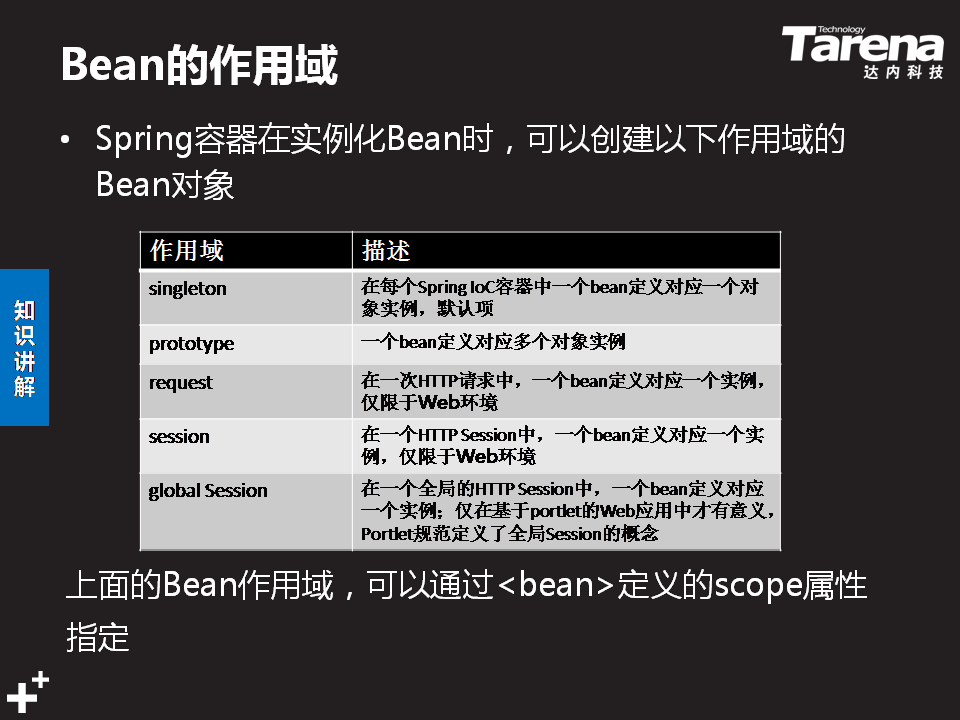 Bean的作用域
Technology
Tarena
达内科技
• Spring容器在实例化Bean时，可以创建以下作用域的
Bean对象
作用域 描述
singleton 在每个Spring IoC容器中一个bean定义对应一个对
象实例，默认项
prototype 一个bean定义对应多个对象实例
request 在一次HTTP请求中，一个bean定义对应一个实例，
仅限于Web环境
session 在一个HTTP Session中，一个bean定义对应一个实
例，仅限于Web环境
global Session 在一个全局的HTTP Session中，一个bean定义对应
一个实例；仅在基于portlet的Web应用中才有意义，
Portlet规范定义了全局Session的概念
知
识
讲
解
上面的Bean作用域，可以通过<bean>定义的scope属性
指定